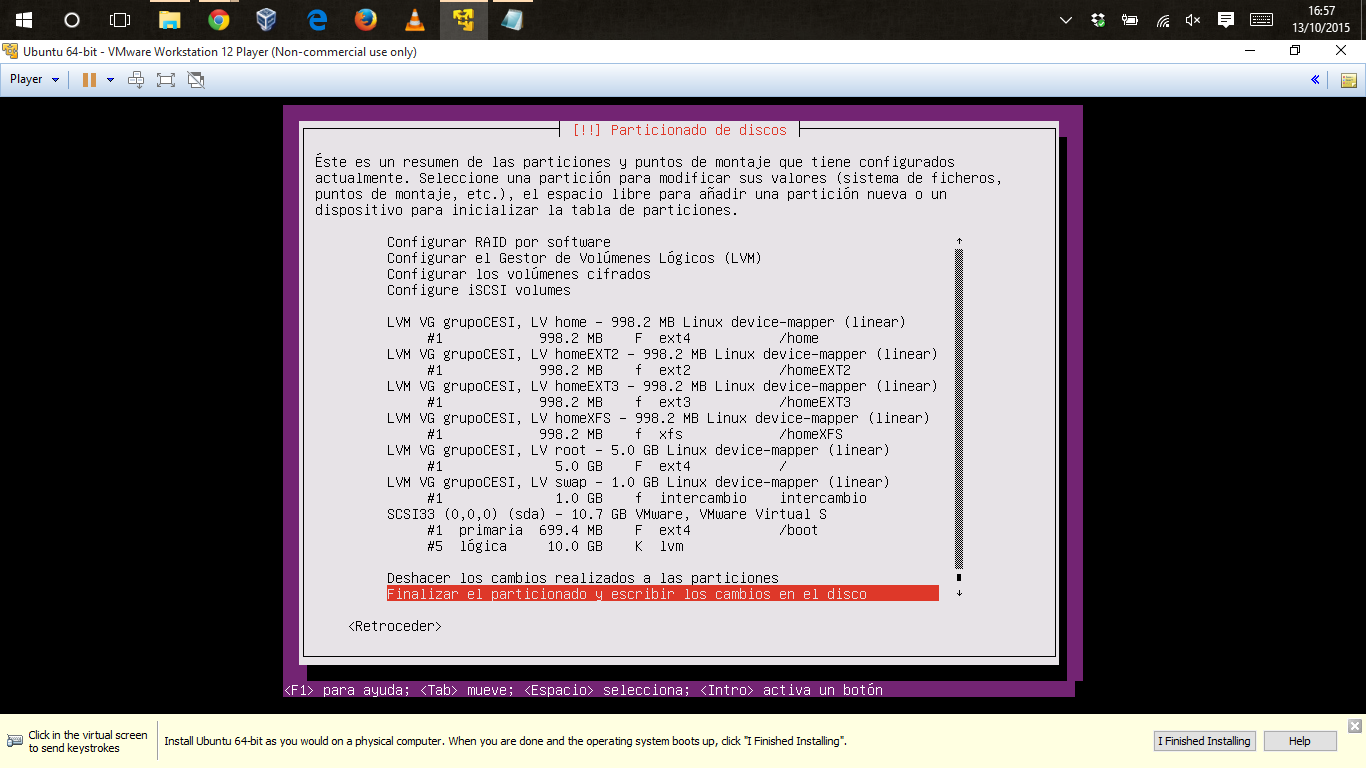 16:57
13/10/2015
Ubuntu 64-bit - VMware Workstation 12 Player (Non-commercial use only)
Player
[!!] Particionado de discos
Éste es un resumen de las particiones y puntos de montaje que tiene configurados
actualmente. Seleccione una partición para modificar sus valores (sistema de ficheros,
puntos de montaje, etc.), el espacio libre para añadir una partición nueva o un
dispositivo para inicializar la tabla de particiones.
Configurar RAID por software
Configurar el Gestor de Volúmenes Lógicos (LVM)
Configurar los volúmenes cifrados
Configure iSCSI volumes
LVM VG grupoCESI, LV home - 998.2 MB Linux device-mapper (linear)
#1 998.2 MB F ext4 /home
LVM VG grupoCESI, LV homeEXT2 - 998.2 MB Linux device-mapper (linear)
#1 998.2 MB f ext2 /homeEXT2
LVM VG grupoCESI, LV homeEXT3 - 998.2 MB Linux device-mapper (linear)
#1 998.2 MB f ext3 /homeEXT3
LVM VG grupoCESI, LV homeXFS - 998.2 MB Linux device-mapper (linear)
#1 998.2 MB f xfs /homeXFS
LVM VG grupoCESI, LV root - 5.0 GB Linux device-mapper (linear)
#1 5.0 GB F ext4 /
LVM VG grupoCESI, LV swap - 1.0 GB Linux device-mapper (linear)
#1 1.0 GB f intercambio intercambio
SCSI33 (0,0,0) (sda) - 10.7 GB VMware, VMware Virtual S
#1 primaria 699.4 MB F ext4 /boot
#5 lógica 10.0 GB K lvm
Deshacer los cambios realizados a las particiones
Finalizar el particionado y escribir los cambios en el disco
<Retroceder>
<F1> para ayuda; <Tab> mueve; <Espacio> selecciona; <Intro> activa un botón
Click in the virtual screen
to send keystrokes
Install Ubuntu 64-bit as you would on a physical computer. When you are done and the operating system boots up, click "I Finished Installing".
I Finished Installing
Help